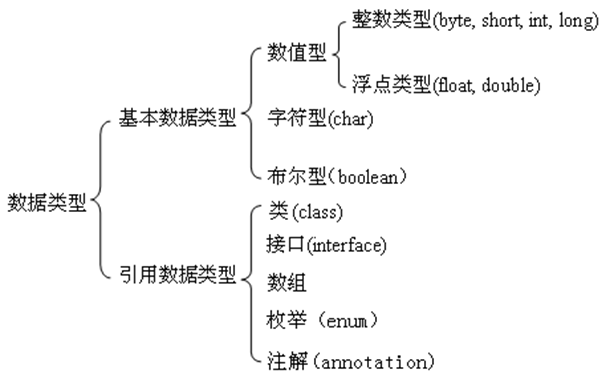 整数类型(byte, short, int, long)
数值型
浮点类型(float, double)
基本数据类型
字符型(char)
布尔型（boolean）
数据类型
类(class)
接口(interface)
引用数据类型
数组
枚举（enum）
注解(annotation)